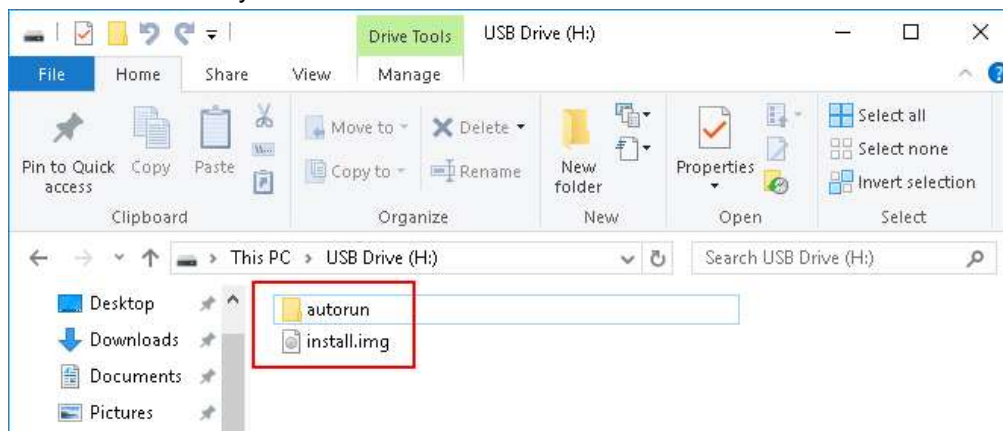 Drive Tools USB Drive (H:)
File Home Share View Manage
Pin to Quick access
Copy
Paste
Move to
Copy to
Delete
Rename
New folder
Properties
Select all
Select none
Invert selection
Clipboard Organize New Open Select
This PC USB Drive (H:) Search USB Drive (H:)
Desktop
Downloads
Documents
Pictures
autorun
install.img